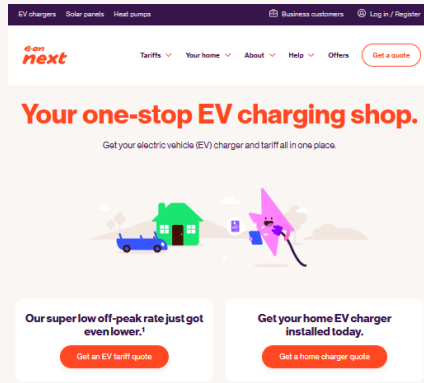 EV chargers Solar panels Heat pumps Business customers Log in / Register
e·on
next
Tariffs Your home About Help Offers Get a quote
Your one-stop EV charging shop.
Get your electric vehicle (EV) charger and tariff all in one place.
Our super low off-peak rate just got
even lower.¹
Get an EV tariff quote
Get your home EV charger
installed today.
Get a home charger quote